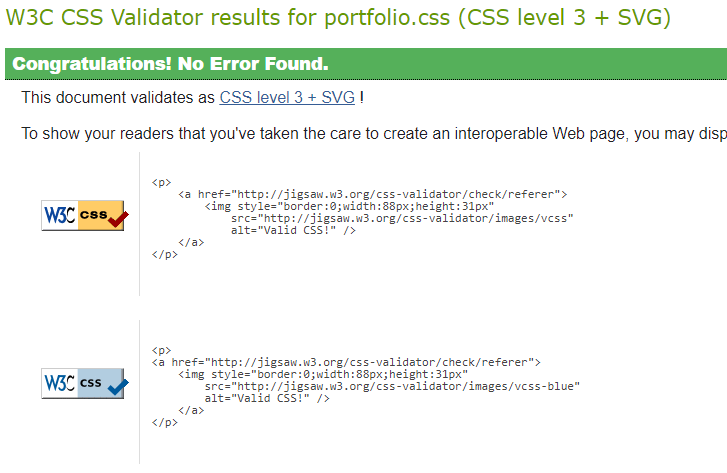 W3C CSS Validator results for portfolio.css (CSS level 3 + SVG)
Congratulations! No Error Found.
This document validates as CSS level 3 + SVG !
To show your readers that you've taken the care to create an interoperable Web page, you may disp
W3C css
<p>
<a href="http://jigsaw.w3.org/css-validator/check/referer">
<img style="border:0;width:88px;height:31px"
src="http://jigsaw.w3.org/css-validator/images/vcss"
alt="Valid CSS!" />
</a>
</p>
W3C css
<p>
<a href="http://jigsaw.w3.org/css-validator/check/referer">
<img style="border:0;width:88px;height:31px"
src="http://jigsaw.w3.org/css-validator/images/vcss-blue"
alt="Valid CSS!" />
</a>
</p>